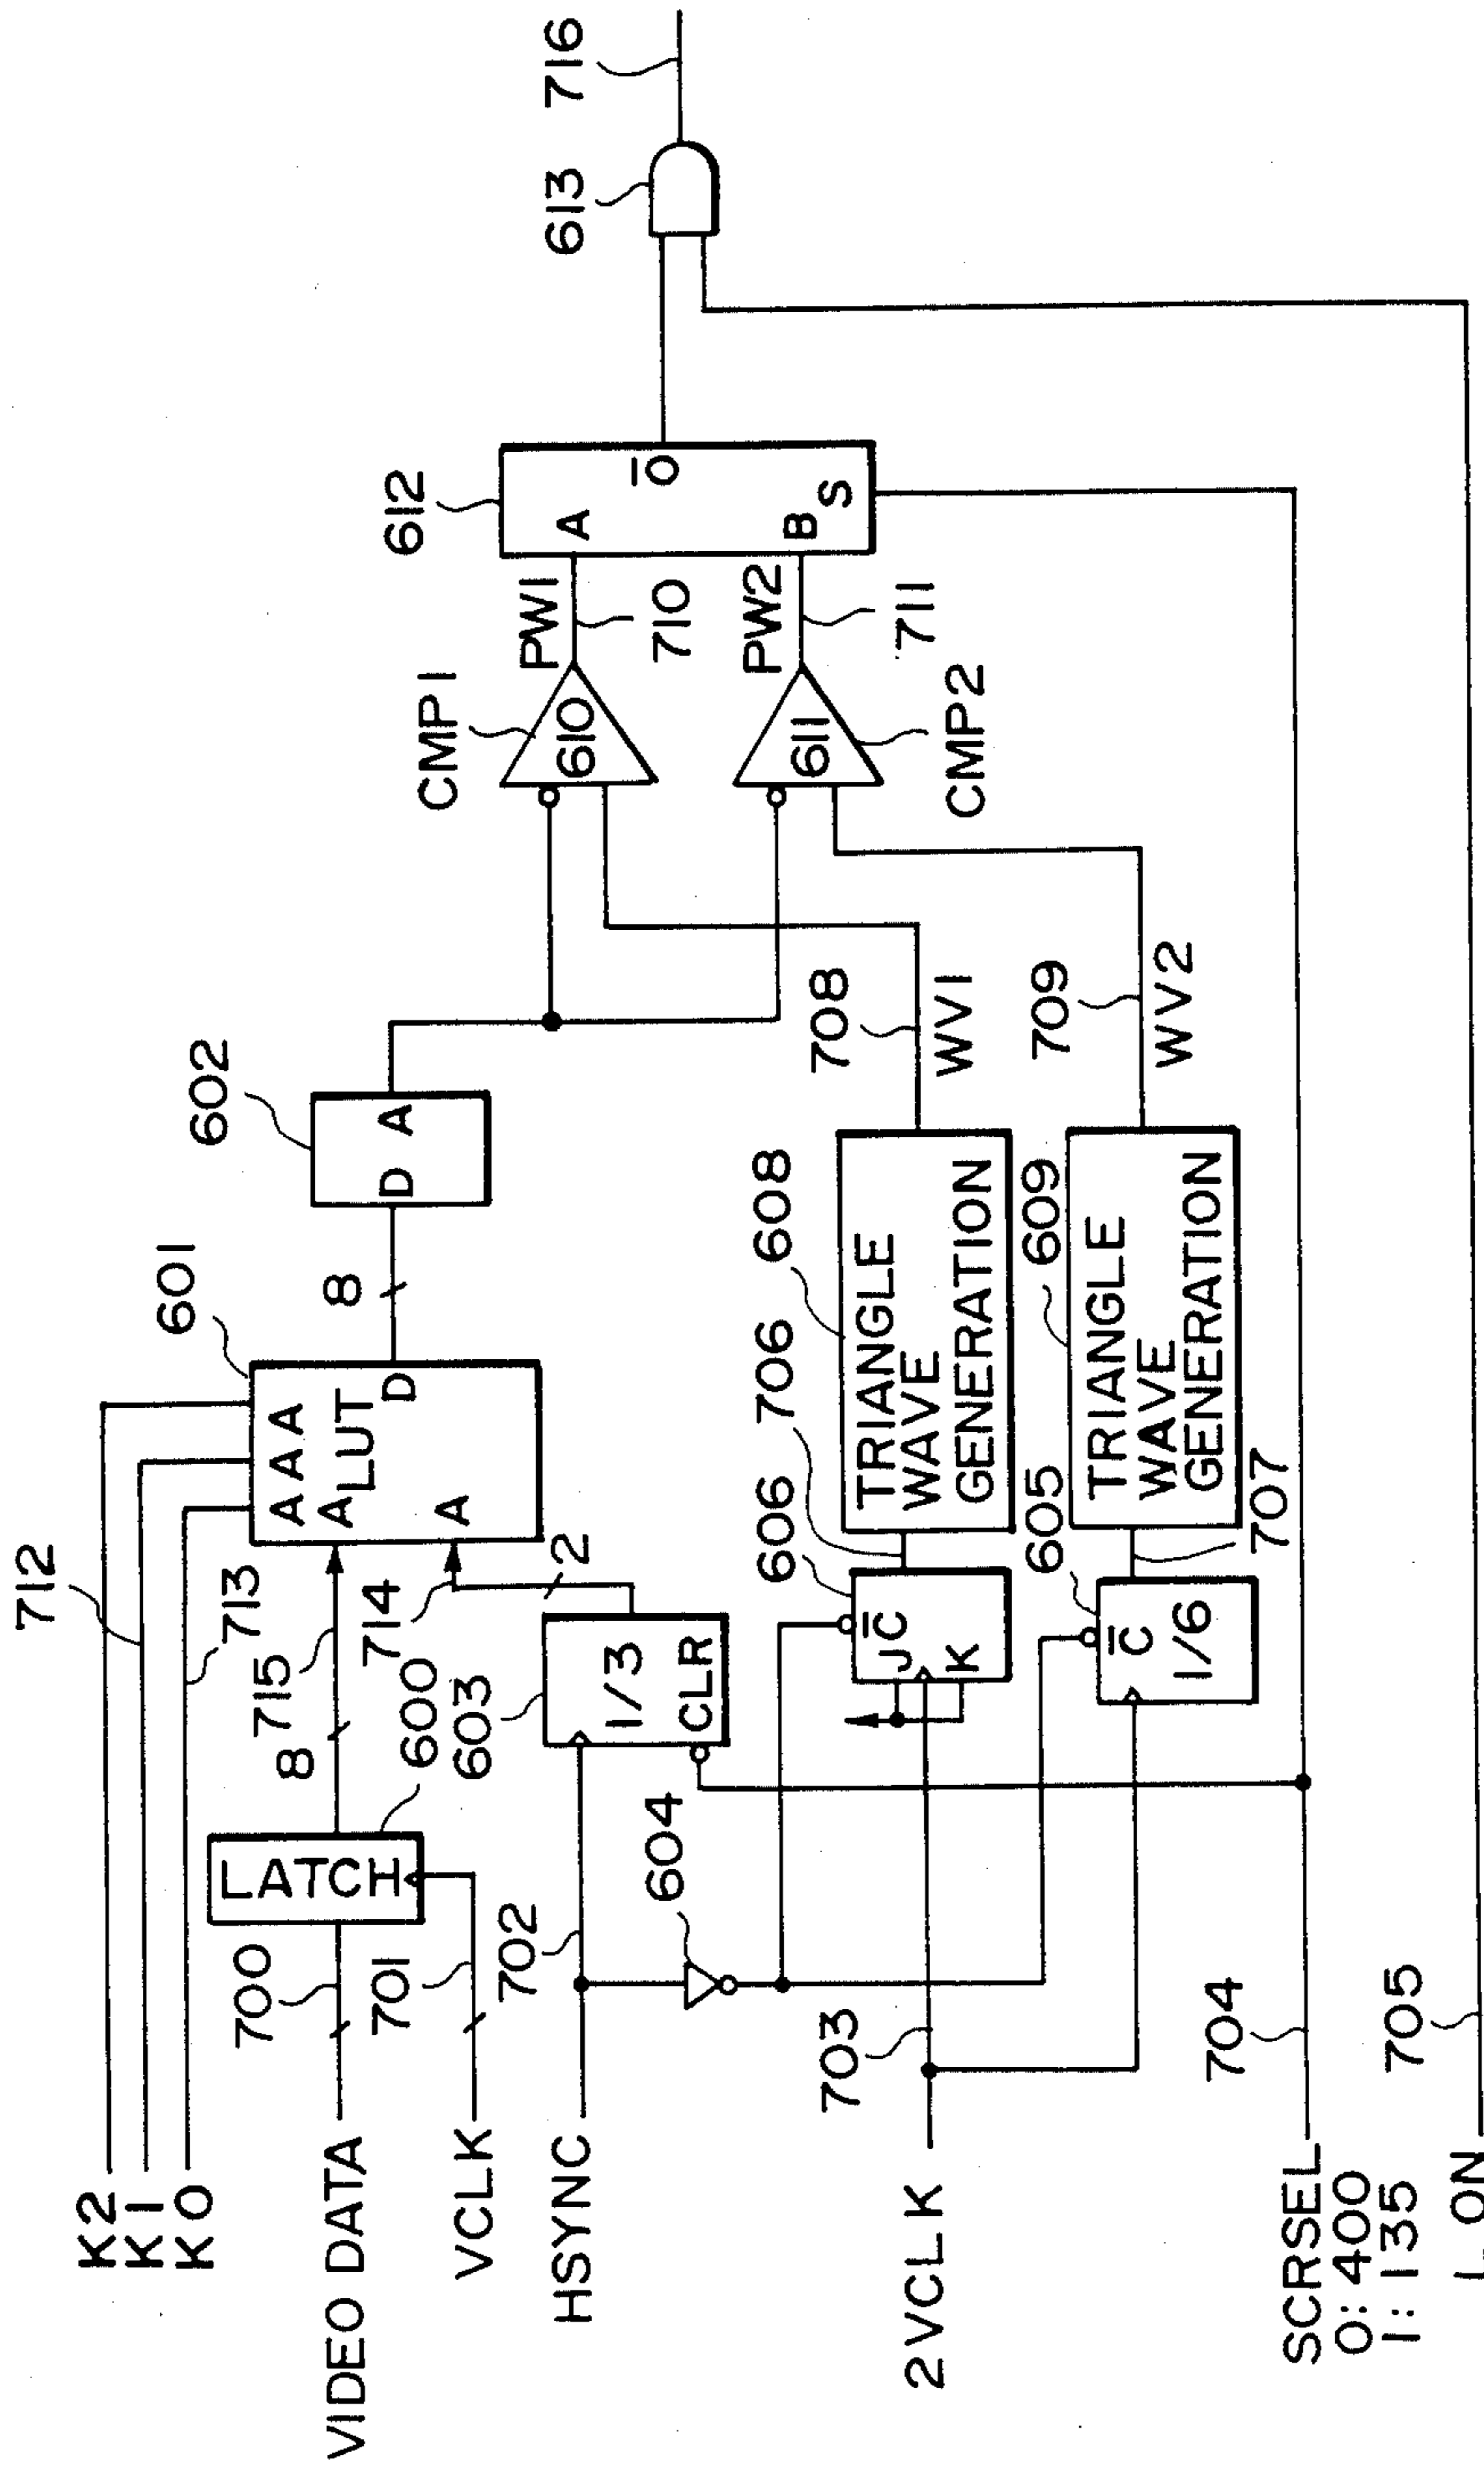 K2
K1
K0
712
713
VIDEO DATA
700
LATCH
8
715
600
VCLK
701
601
A A A
A LUT
D
A
8
602
D A
714
2
HSYNC
702
603
1/3
CLR
604
2VCLK
703
606
J C̅
K
706
608
TRIANGLE
WAVE
GENERATION
708
WV1
605
C̅
1/6
707
609
TRIANGLE
WAVE
GENERATION
709
WV2
CMP1
610
PW1
710
611
CMP2
PW2
711
612
A
O̅
B
S
613
716
SCRSEL
0: 400
1: 135
704
L ON
705